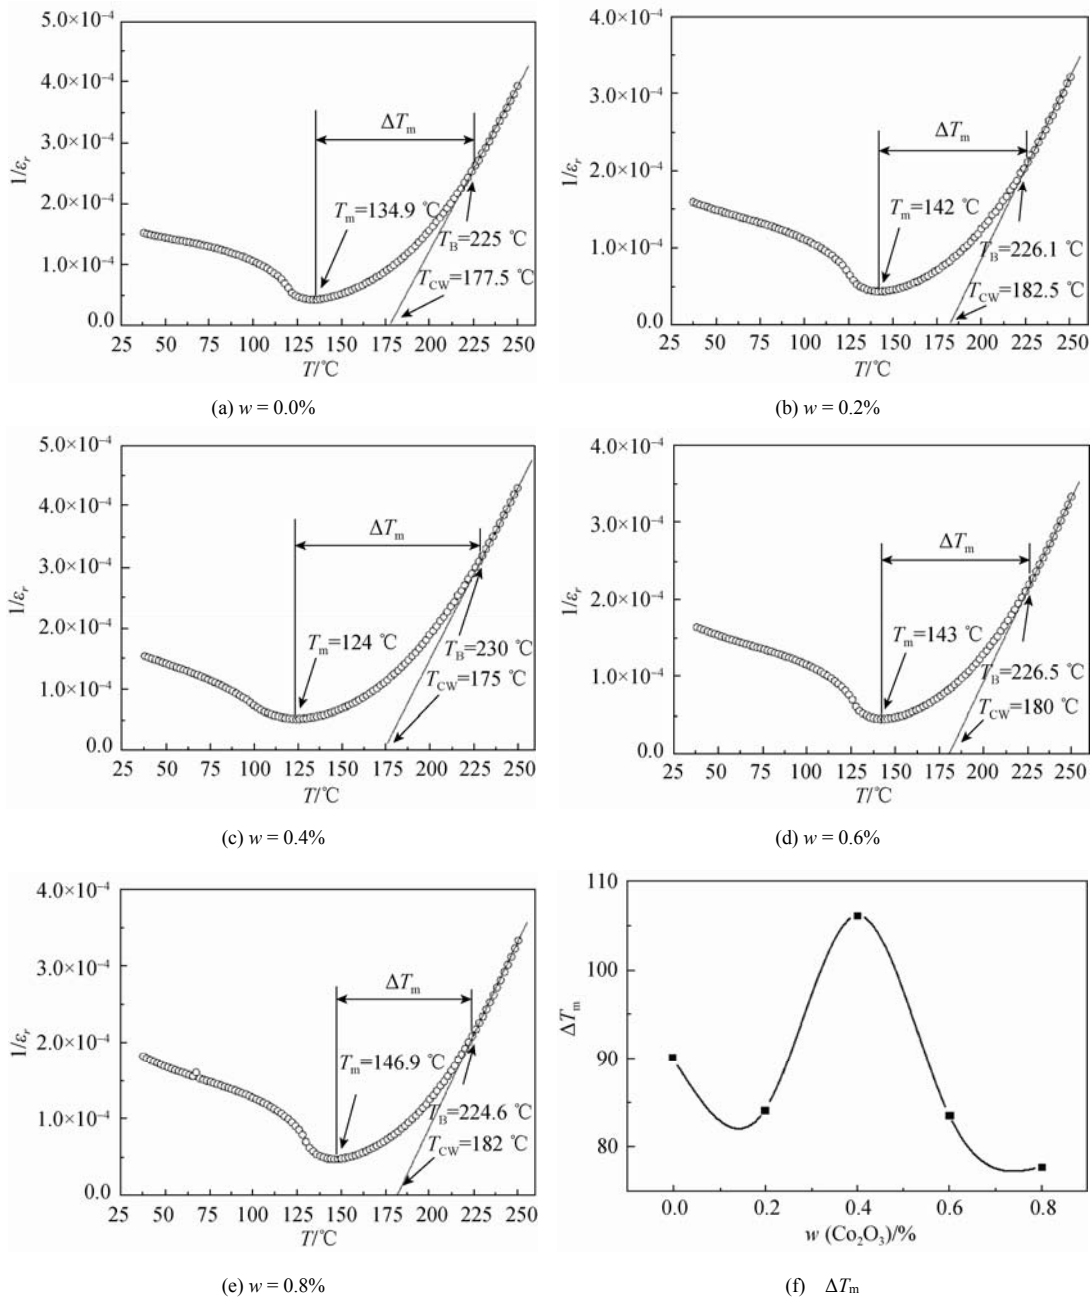 5.0×10⁻⁴
4.0×10⁻⁴
3.0×10⁻⁴
2.0×10⁻⁴
1.0×10⁻⁴
0.0
1/εᵣ
ΔTₘ
Tₘ=134.9 ℃
T_B=225 ℃
T_CW=177.5 ℃
25 50 75 100 125 150 175 200 225 250
T/℃
(a) w = 0.0%
4.0×10⁻⁴
3.0×10⁻⁴
2.0×10⁻⁴
1.0×10⁻⁴
0.0
1/εᵣ
ΔTₘ
Tₘ=142 ℃
T_B=226.1 ℃
T_CW=182.5 ℃
25 50 75 100 125 150 175 200 225 250
T/℃
(b) w = 0.2%
5.0×10⁻⁴
4.0×10⁻⁴
3.0×10⁻⁴
2.0×10⁻⁴
1.0×10⁻⁴
0.0
1/εᵣ
ΔTₘ
Tₘ=124 ℃
T_B=230 ℃
T_CW=175 ℃
25 50 75 100 125 150 175 200 225 250
T/℃
(c) w = 0.4%
4.0×10⁻⁴
3.0×10⁻⁴
2.0×10⁻⁴
1.0×10⁻⁴
0.0
1/εᵣ
ΔTₘ
Tₘ=143 ℃
T_B=226.5 ℃
T_CW=180 ℃
25 50 75 100 125 150 175 200 225 250
T/℃
(d) w = 0.6%
4.0×10⁻⁴
3.0×10⁻⁴
2.0×10⁻⁴
1.0×10⁻⁴
0.0
1/εᵣ
ΔTₘ
Tₘ=146.9 ℃
T_B=224.6 ℃
T_CW=182 ℃
25 50 75 100 125 150 175 200 225 250
T/℃
(e) w = 0.8%
110
100
90
80
ΔTₘ
0.0 0.2 0.4 0.6 0.8
w (Co₂O₃)/%
(f) ΔTₘ